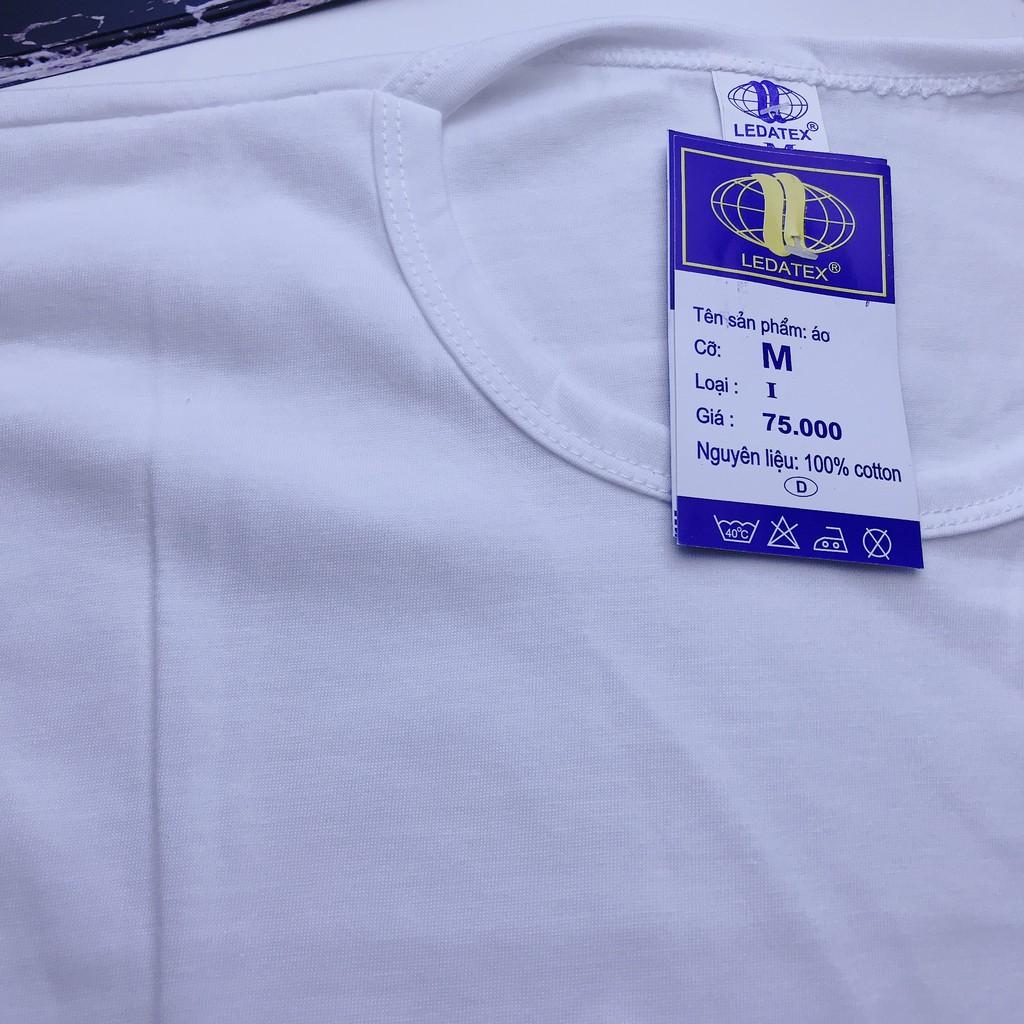 LEDATEX®
M
LEDATEX®
Tên sản phẩm: áo
Cỡ: M
Loại : I
Giá : 75.000
Nguyên liệu: 100% cotton
D
40°C